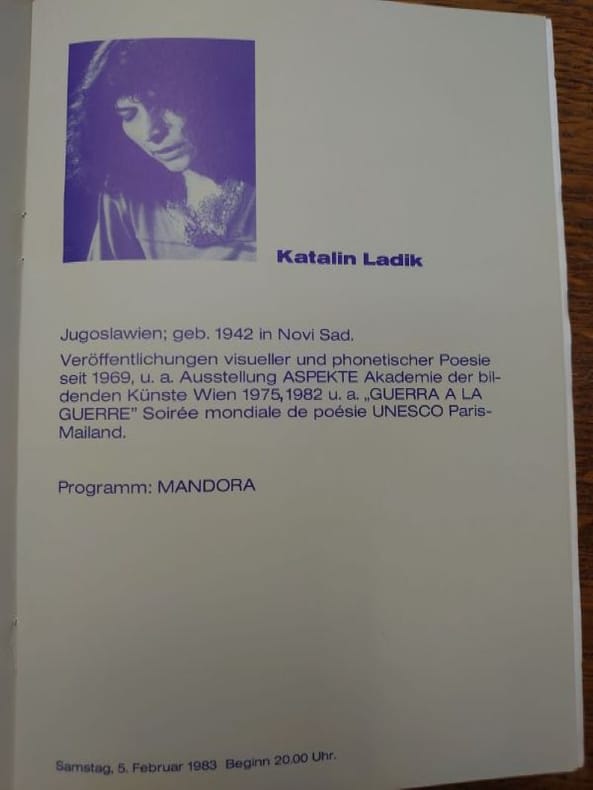 Katalin Ladik
Jugoslawien; geb. 1942 in Novi Sad.
Veröffentlichungen visueller und phonetischer Poesie
seit 1969, u. a. Ausstellung ASPEKTE Akademie der bil-
denden Künste Wien 1975,1982 u. a. „GUERRA A LA
GUERRE” Soirée mondiale de poésie UNESCO Paris-
Mailand.
Programm: MANDORA
Samstag, 5. Februar 1983 Beginn 20.00 Uhr.